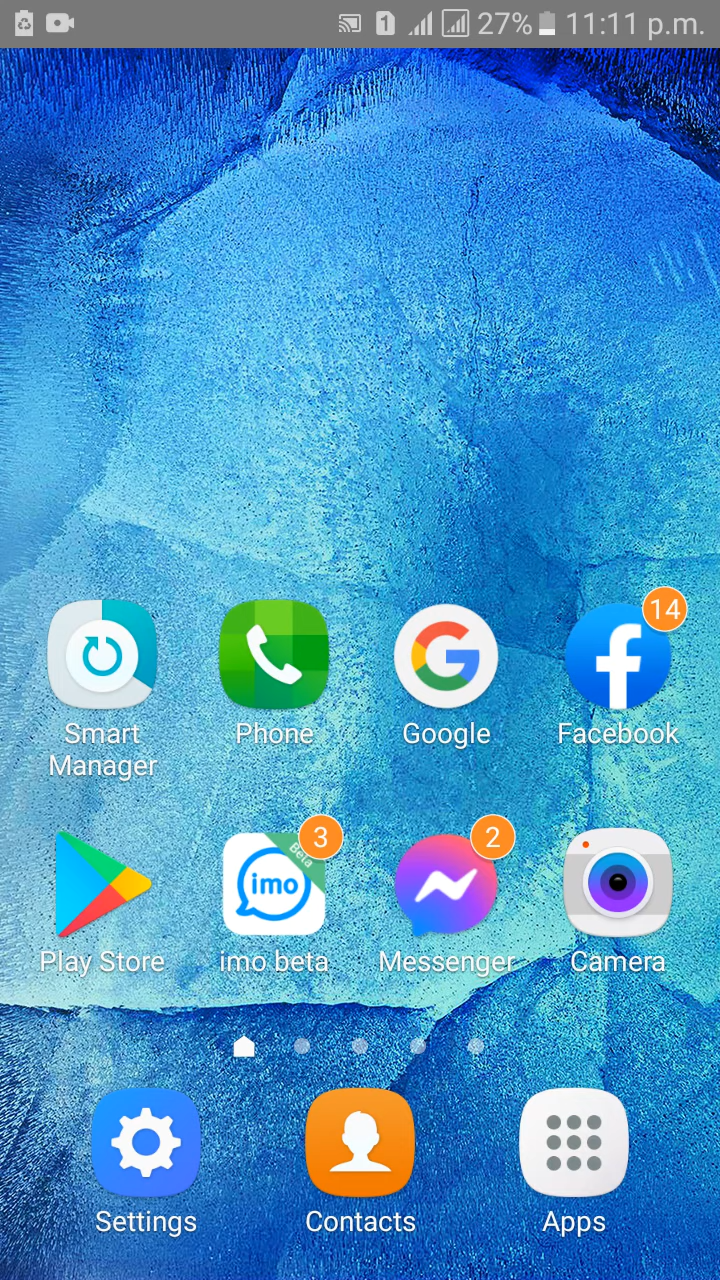 1 27% 11:11 p.m.
14
Smart
Manager
Phone
Google
Facebook
3
2
Beta
imo
Play Store
imo beta
Messenger
Camera
Settings
Contacts
Apps